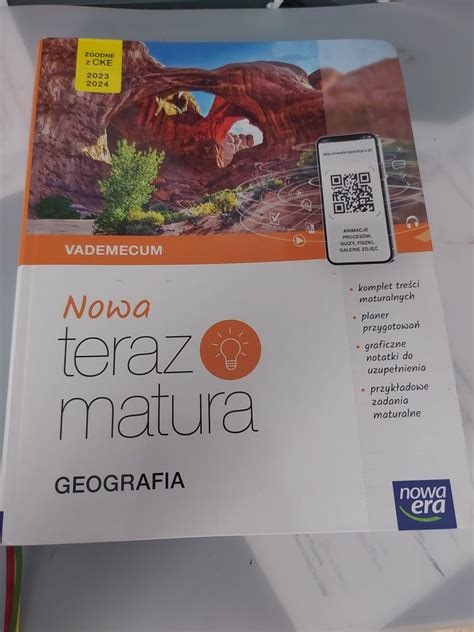 ZGODNE
z CKE
2023
2024
ANIMACJE
PROCESÓW,
QUIZY, FISZKI,
GALERIE ZDJĘĆ
VADEMECUM
• komplet treści
maturalnych
• planer
przygotowań
• graficzne
notatki do
uzupełnienia
• przykładowe
zadania
maturalne
Nowa
teraz
matura
GEOGRAFIA
nowa
era